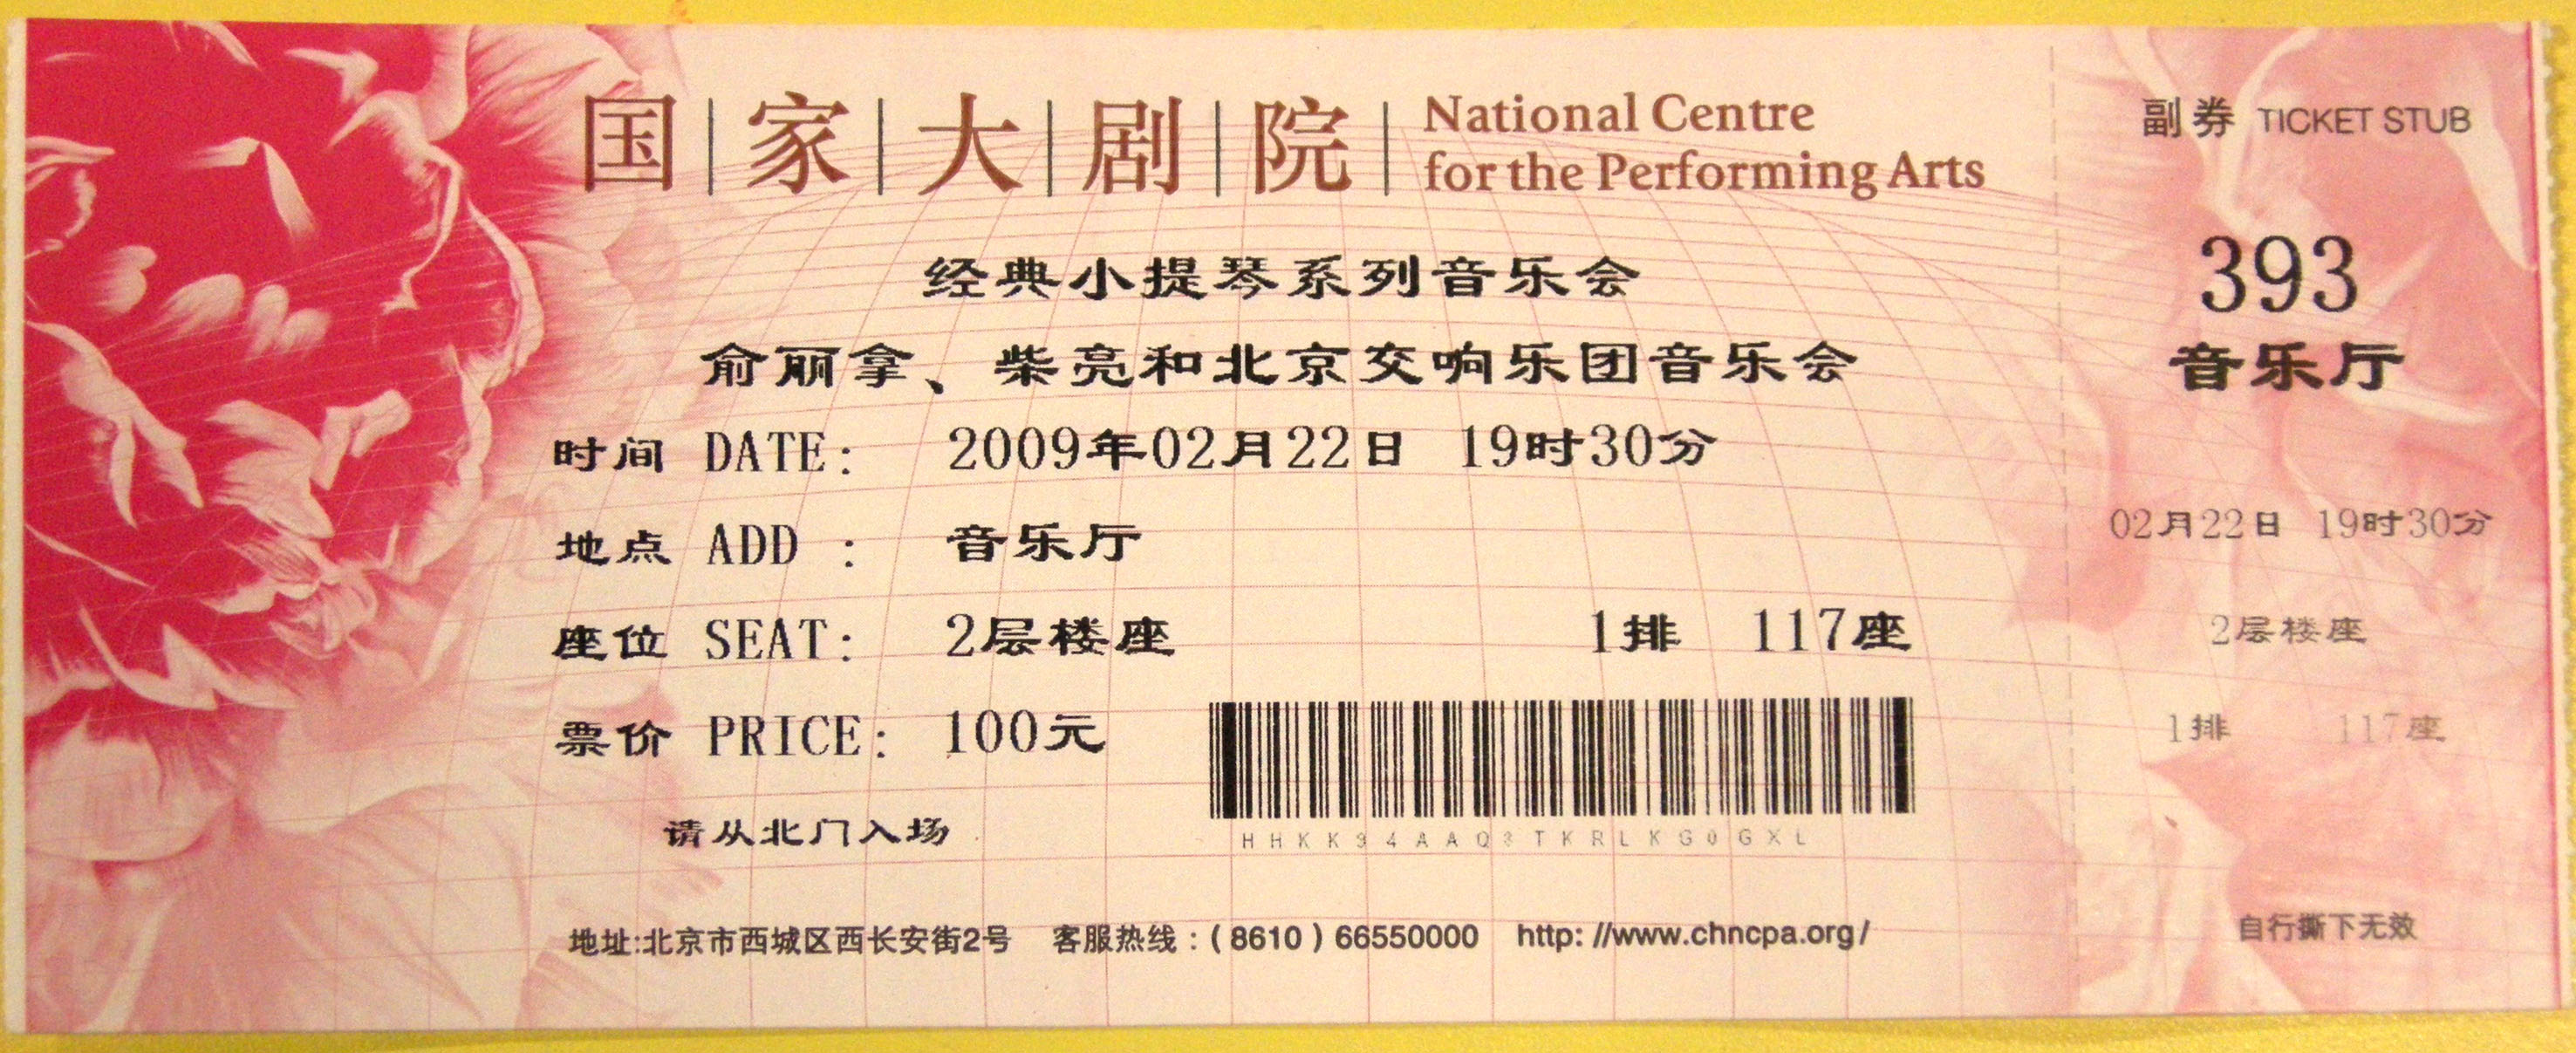 国家大剧院
National Centre
for the Performing Arts
经典小提琴系列音乐会
俞丽拿、柴亮和北京交响乐团音乐会
时间 DATE: 2009年02月22日 19时30分
地点 ADD : 音乐厅
座位 SEAT: 2层楼座 1排 117座
票价 PRICE: 100元
请从北门入场
HHKK94AAQ3TKRLKG0GXL
地址:北京市西城区西长安街2号 客服热线：(8610) 66550000 http: //www.chncpa.org/
副券 TICKET STUB
393
音乐厅
02月22日 19时30分
2层楼座
1排 117座
自行撕下无效